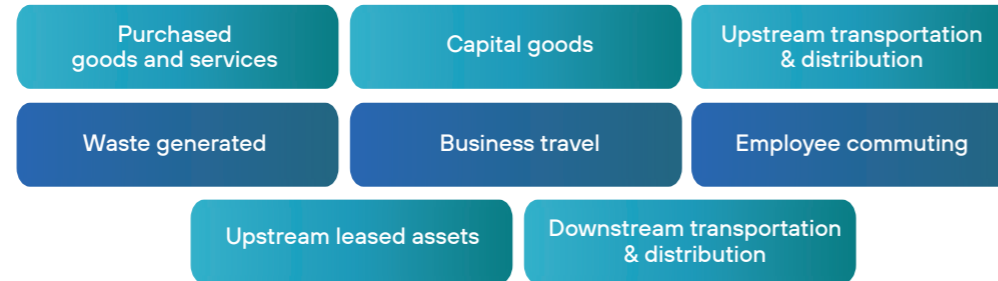 Purchased
goods and services
Capital goods
Upstream transportation
& distribution
Waste generated
Business travel
Employee commuting
Upstream leased assets
Downstream transportation
& distribution